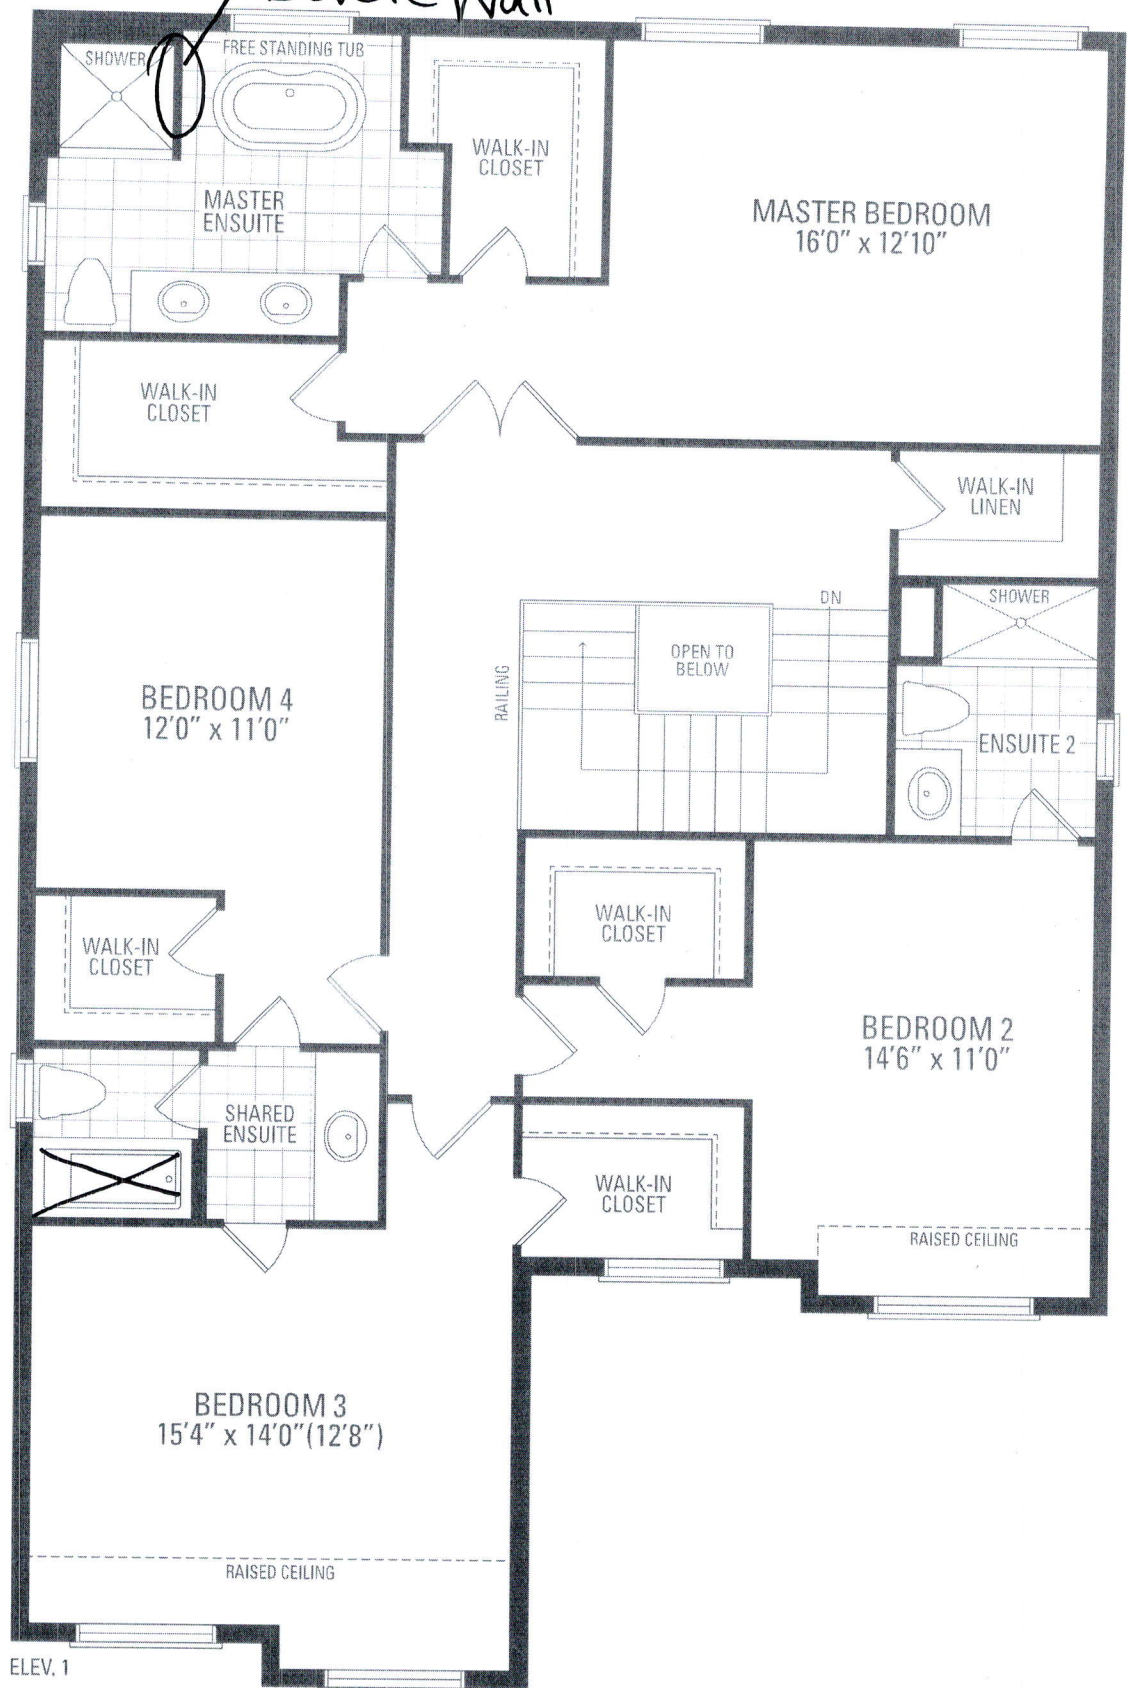 Wall
SHOWER
FREE STANDING TUB
WALK-IN
CLOSET
MASTER
ENSUITE
MASTER BEDROOM
16'0" x 12'10"
WALK-IN
CLOSET
WALK-IN
LINEN
SHOWER
DN
OPEN TO
BELOW
RAILING
BEDROOM 4
12'0" x 11'0"
ENSUITE 2
WALK-IN
CLOSET
WALK-IN
CLOSET
BEDROOM 2
14'6" x 11'0"
SHARED
ENSUITE
WALK-IN
CLOSET
RAISED CEILING
BEDROOM 3
15'4" x 14'0"(12'8")
RAISED CEILING
ELEV. 1